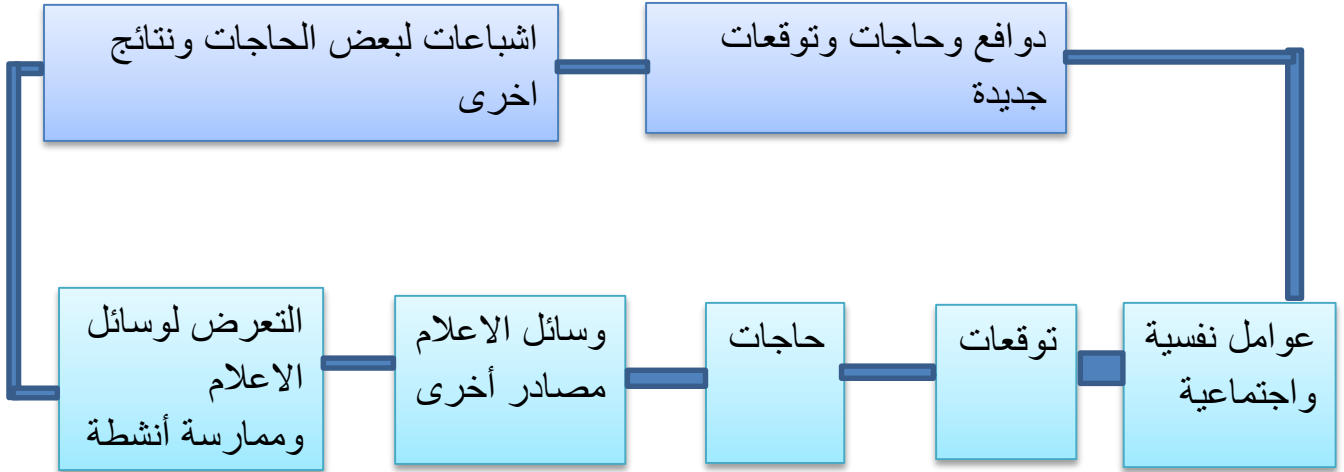 دوافع وحاجات وتوقعات
جديدة
اشباعات لبعض الحاجات ونتائج
اخرى
عوامل نفسية
واجتماعية
توقعات
حاجات
وسائل الاعلام
مصادر أخرى
التعرض لوسائل
الاعلام
وممارسة أنشطة